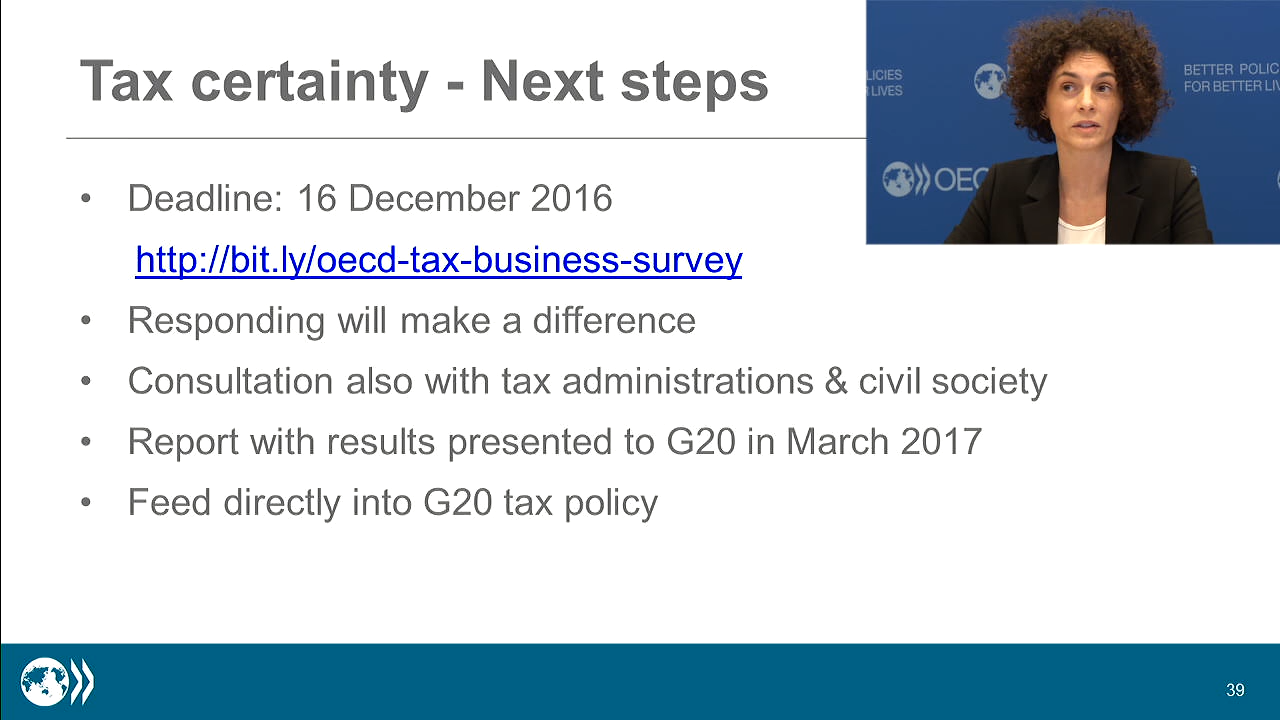 Tax certainty - Next steps
• Deadline: 16 December 2016
http://bit.ly/oecd-tax-business-survey
• Responding will make a difference
• Consultation also with tax administrations & civil society
• Report with results presented to G20 in March 2017
• Feed directly into G20 tax policy
LICIES
LIVES
BETTER POLIC
FOR BETTER LIV
OEC
39